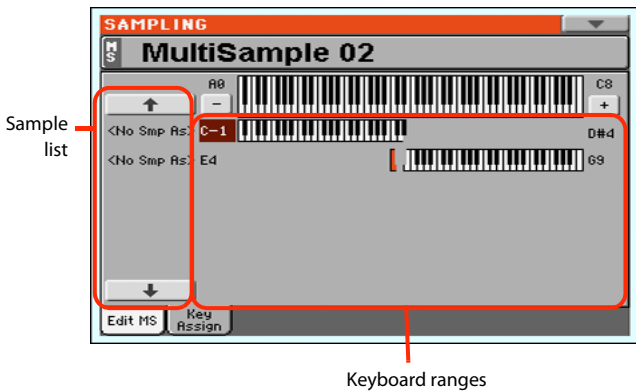 SAMPLING
MS MultiSample 02
A0 C8
- +
Sample list
<No Smp As> C-1 D#4
<No Smp As> E4 G9
Edit MS Key Assign
Keyboard ranges